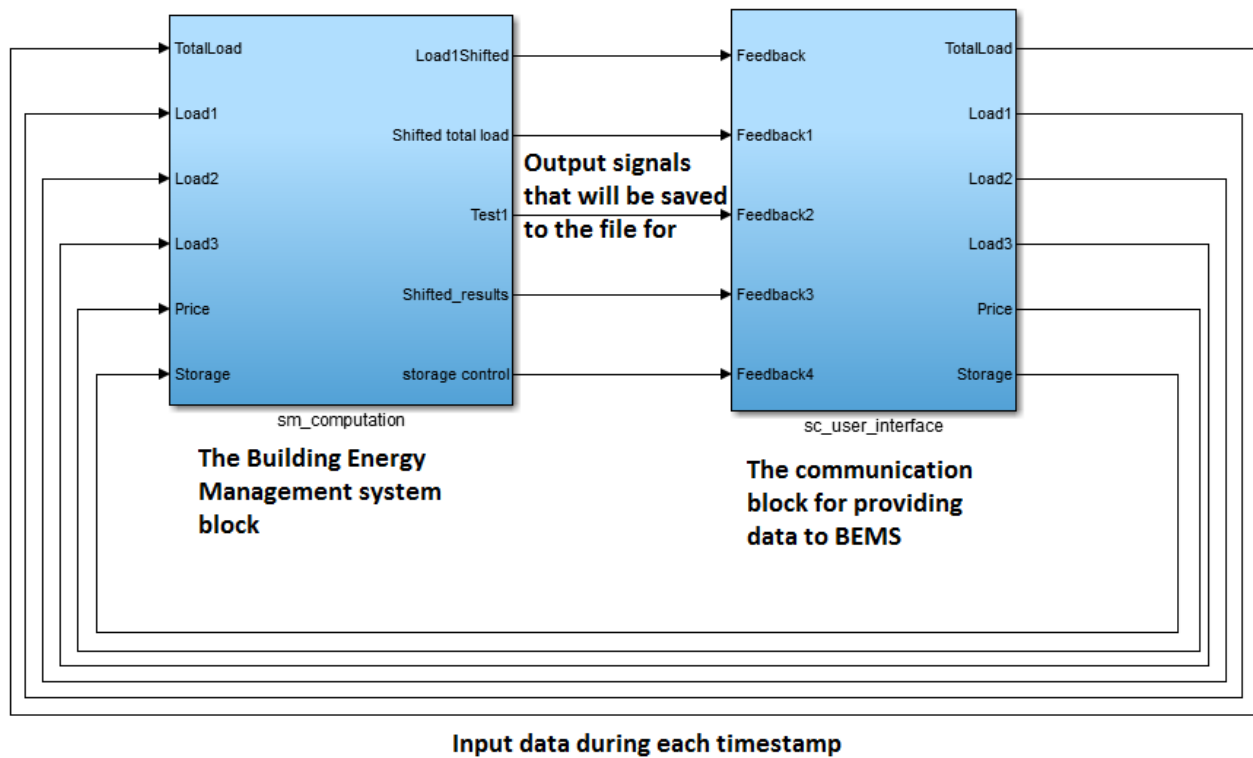 TotalLoad
Load1
Load2
Load3
Price
Storage
Load1Shifted
Shifted total load
Test1
Shifted_results
storage control
sm_computation
The Building Energy
Management system
block
Output signals
that will be saved
to the file for
Feedback
Feedback1
Feedback2
Feedback3
Feedback4
TotalLoad
Load1
Load2
Load3
Price
Storage
sc_user_interface
The communication
block for providing
data to BEMS
Input data during each timestamp